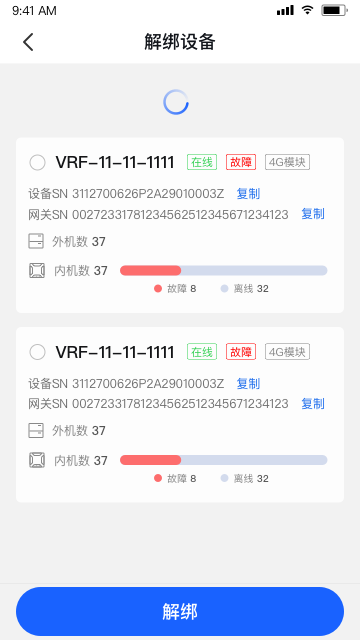 9:41 AM
解绑设备
VRF-11-11-1111 在线 故障 4G模块
设备SN 3112700626P2A29010003Z 复制
网关SN 00272331781234562512345671234123 复制
外机数 37
内机数 37
故障 8 离线 32
VRF-11-11-1111 在线 故障 4G模块
设备SN 3112700626P2A29010003Z 复制
网关SN 00272331781234562512345671234123 复制
外机数 37
内机数 37
故障 8 离线 32
解绑